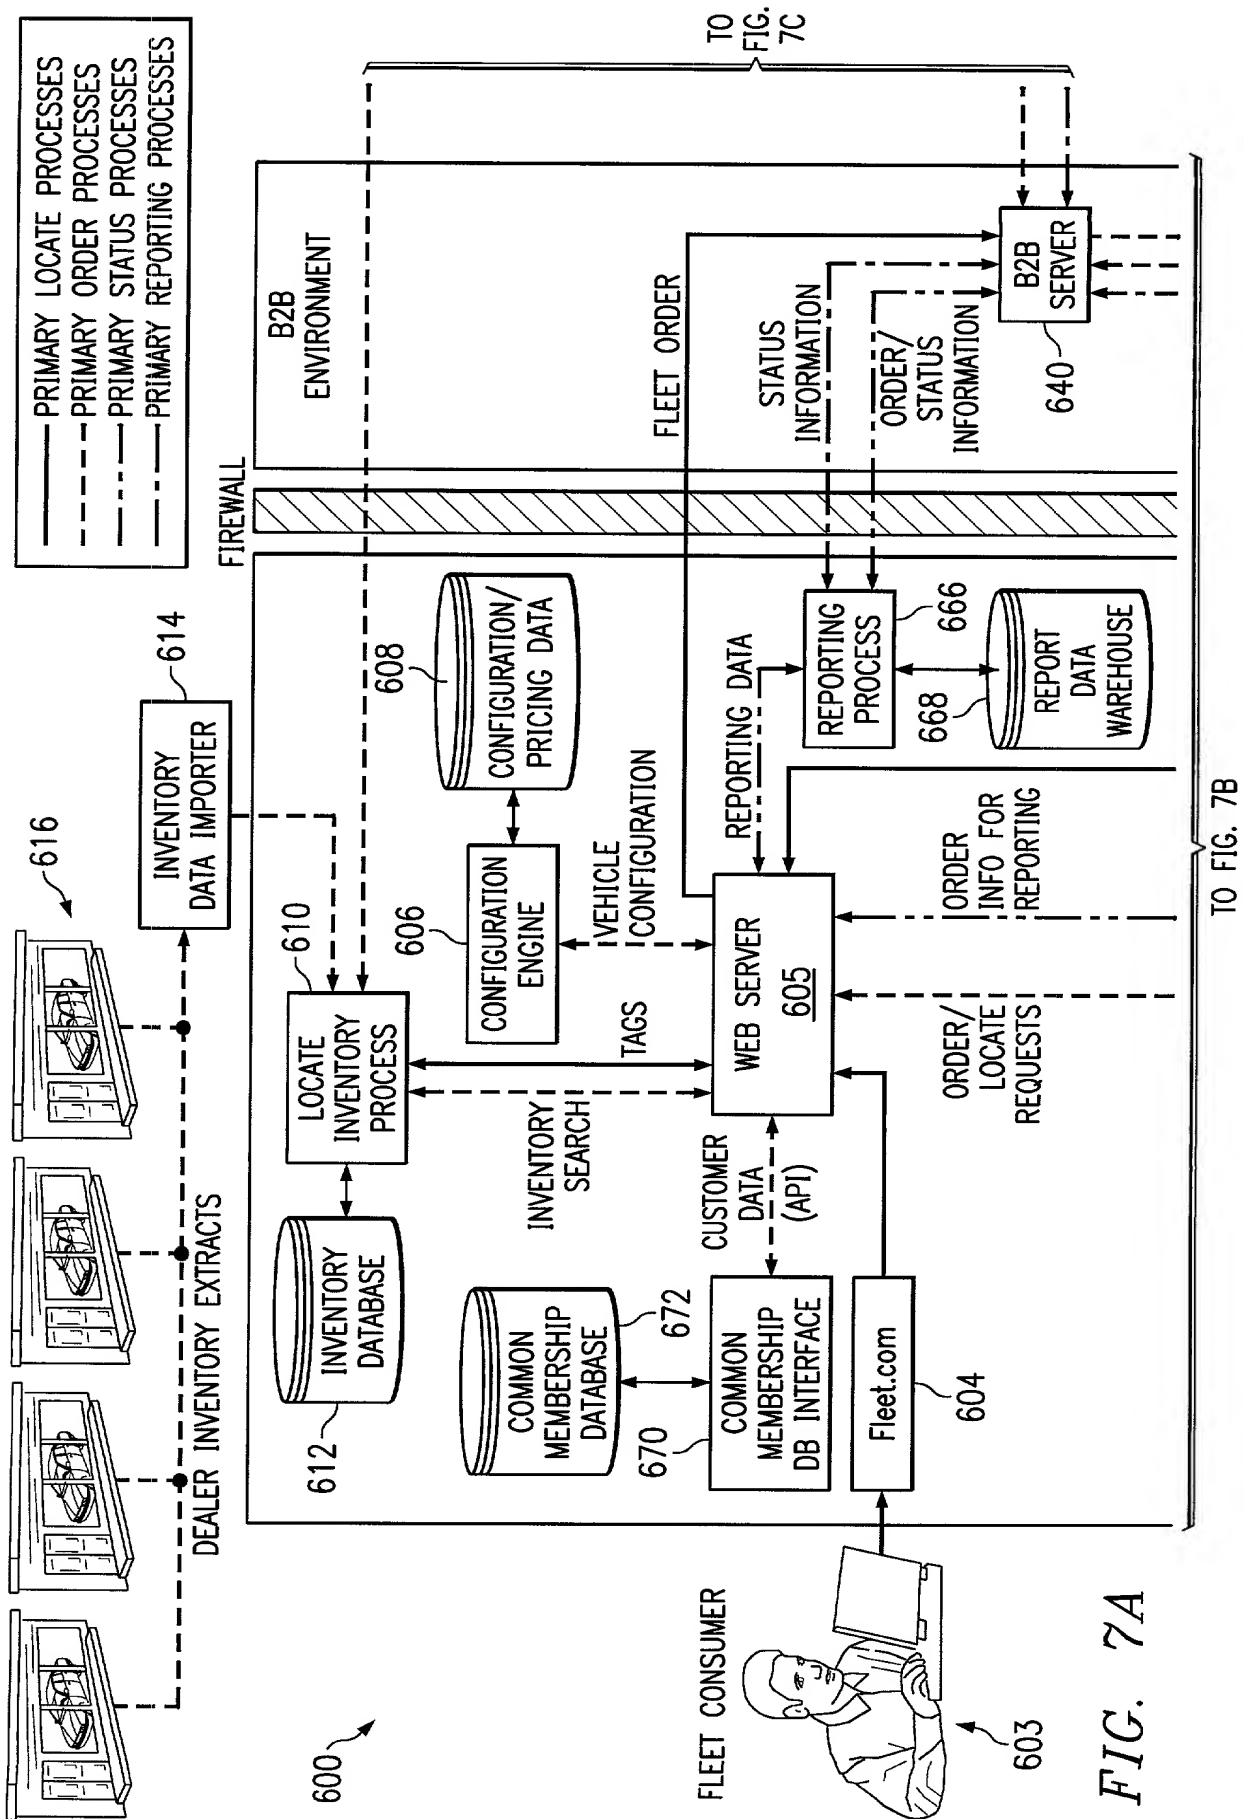 PRIMARY LOCATE PROCESSES
PRIMARY ORDER PROCESSES
PRIMARY STATUS PROCESSES
PRIMARY REPORTING PROCESSES
616
614
INVENTORY
DATA IMPORTER
DEALER INVENTORY EXTRACTS
FIREWALL
B2B
ENVIRONMENT
TO
FIG.
7C
600
612
INVENTORY
DATABASE
610
LOCATE
INVENTORY
PROCESS
608
CONFIGURATION/
PRICING DATA
606
CONFIGURATION
ENGINE
VEHICLE
CONFIGURATION
INVENTORY
SEARCH
TAGS
COMMON
MEMBERSHIP
DATABASE
672
670
COMMON
MEMBERSHIP
DB INTERFACE
CUSTOMER
DATA
(API)
WEB SERVER
605
REPORTING DATA
REPORTING
PROCESS
666
668
REPORT
DATA
WAREHOUSE
FLEET ORDER
STATUS
INFORMATION
ORDER/
STATUS
INFORMATION
B2B
SERVER
640
FLEET CONSUMER
603
Fleet.com
604
ORDER/
LOCATE
REQUESTS
ORDER
INFO FOR
REPORTING
TO FIG. 7B
FIG. 7A